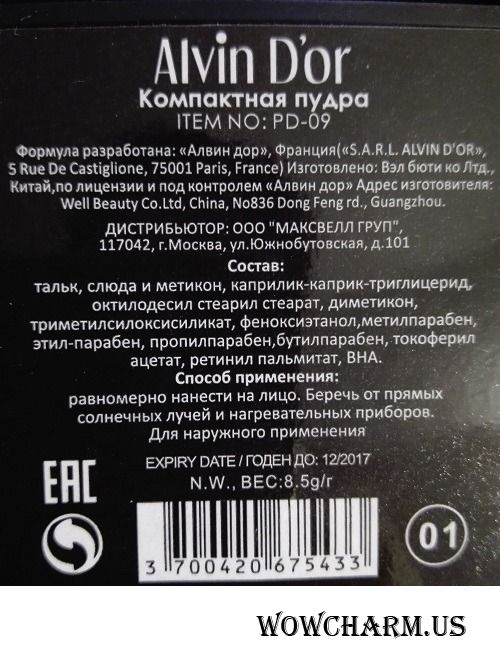 Alvin D'or
Компактная пудра
ITEM NO: PD-09
Формула разработана: «Алвин дор», Франция(«S.A.R.L. ALVIN D'OR»,
5 Rue De Castiglione, 75001 Paris, France) Изготовлено: Вэл бюти ко Лтд.,
Китай,по лицензии и под контролем «Алвин дор» Адрес изготовителя:
Well Beauty Co.Ltd, China, No836 Dong Feng rd., Guangzhou.
ДИСТРИБЬЮТОР: ООО "МАКСВЕЛЛ ГРУП",
117042, г.Москва, ул.Южнобутовская, д.101
Состав:
тальк, слюда и метикон, каприлик-каприк-триглицерид,
октилодесил стеарил стеарат, диметикон,
триметилсилоксисиликат, феноксиэтанол,метилпарабен,
этил-парабен, пропилпарабен,бутилпарабен, токоферил
ацетат, ретинил пальмитат, ВНА.
Способ применения:
равномерно нанести на лицо. Беречь от прямых
солнечных лучей и нагревательных приборов.
Для наружного применения
EXPIRY DATE / ГОДЕН ДО: 12/2017
N.W., ВЕС:8.5g/г
EAC
01
3 700420 675433
WOWCHARM.US